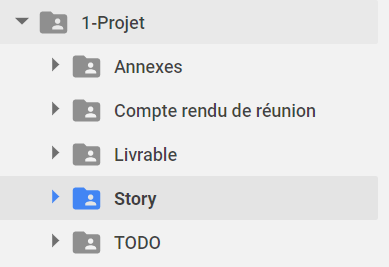 1-Projet
Annexes
Compte rendu de réunion
Livrable
Story
TODO